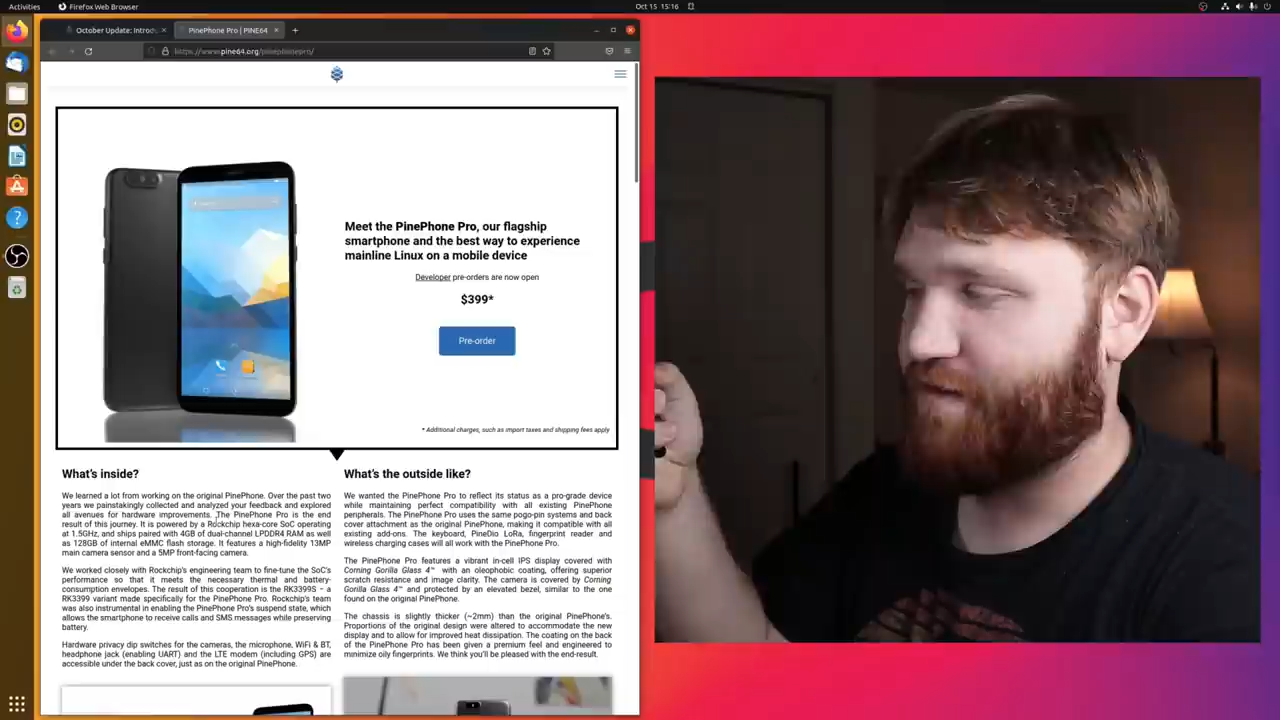 Activities Firefox Web Browser Oct 15 15:16
October Update: Introd
PinePhone Pro | PINE64
https://www.pine64.org/pinephonepro/
Meet the PinePhone Pro, our flagship
smartphone and the best way to experience
mainline Linux on a mobile device
Developer pre-orders are now open
$399*
Pre-order
* Additional charges, such as import taxes and shipping fees apply
What's inside?
We learned a lot from working on the original PinePhone. Over the past two
years we painstakingly collected and analyzed your feedback and explored
all avenues for hardware improvements. The PinePhone Pro is the end
result of this journey. It is powered by a Rockchip hexa-core SoC operating
at 1.5GHz, and ships paired with 4GB of dual-channel LPDDR4 RAM as well
as 128GB of internal eMMC flash storage. It features a high-fidelity 13MP
main camera sensor and a 5MP front-facing camera.
We worked closely with Rockchip's engineering team to fine-tune the SoC's
performance so that it meets the necessary thermal and battery-
consumption envelopes. The result of this cooperation is the RK3399S – a
RK3399 variant made specifically for the PinePhone Pro. Rockchip's team
was also instrumental in enabling the PinePhone Pro's suspend state, which
allows the smartphone to receive calls and SMS messages while preserving
battery.
Hardware privacy dip switches for the cameras, the microphone, WiFi & BT,
headphone jack (enabling UART) and the LTE modem (including GPS) are
accessible under the back cover, just as on the original PinePhone.
What's the outside like?
We wanted the PinePhone Pro to reflect its status as a pro-grade device
while maintaining perfect compatibility with all existing PinePhone
peripherals. The PinePhone Pro uses the same pogo-pin systems and back
cover attachment as the original PinePhone, making it compatible with all
existing add-ons. The keyboard, PineDio LoRa, fingerprint reader and
wireless charging cases will all work with the PinePhone Pro.
The PinePhone Pro features a vibrant in-cell IPS display covered with
Corning Gorilla Glass 4™ with an oleophobic coating, offering superior
scratch resistance and image clarity. The camera is covered by Corning
Gorilla Glass 4™ and protected by an elevated bezel, similar to the one
found on the original PinePhone.
The chassis is slightly thicker (~2mm) than the original PinePhone's.
Proportions of the original design were altered to accommodate the new
display and to allow for improved heat dissipation. The coating on the back
of the PinePhone Pro has been given a premium feel and engineered to
minimize oily fingerprints. We think you'll be pleased with the end-result.